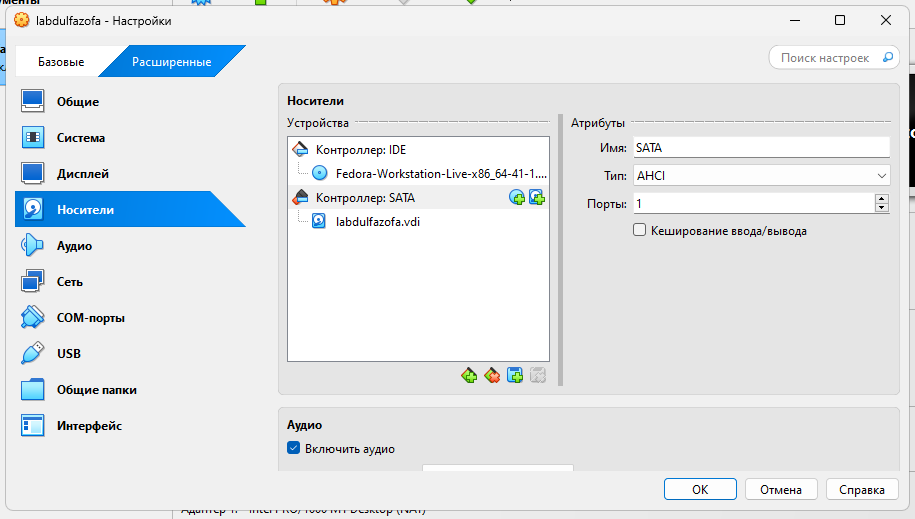 labdulfazofa - Настройки
Базовые
Расширенные
Поиск настроек
Общие
Система
Дисплей
Носители
Аудио
Сеть
COM-порты
USB
Общие папки
Интерфейс
Носители
Устройства
Контроллер: IDE
Fedora-Workstation-Live-x86_64-41-1....
Контроллер: SATA
labdulfazofa.vdi
Атрибуты
Имя: SATA
Тип: AHCI
Порты: 1
Кеширование ввода/вывода
Аудио
Включить аудио
OK
Отмена
Справка